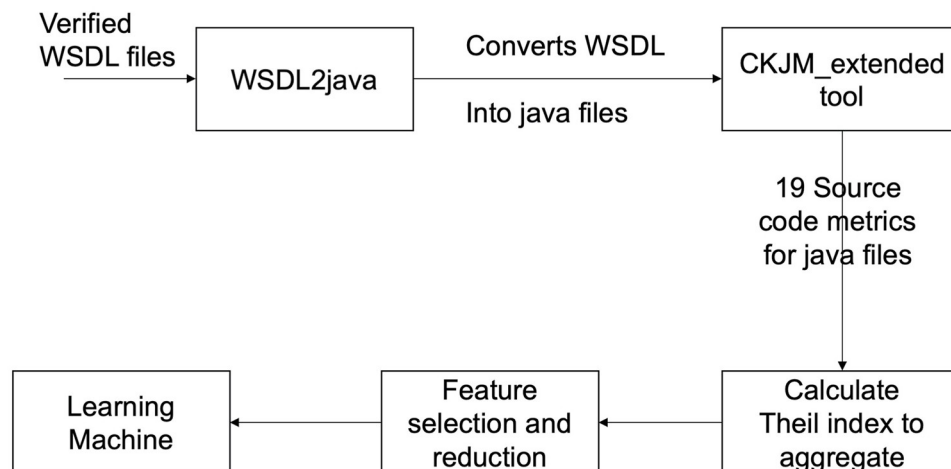 Verified
WSDL files
WSDL2java
Converts WSDL
Into java files
CKJM_extended
tool
19 Source
code metrics
for java files
Calculate
Theil index to
aggregate
Feature
selection and
reduction
Learning
Machine